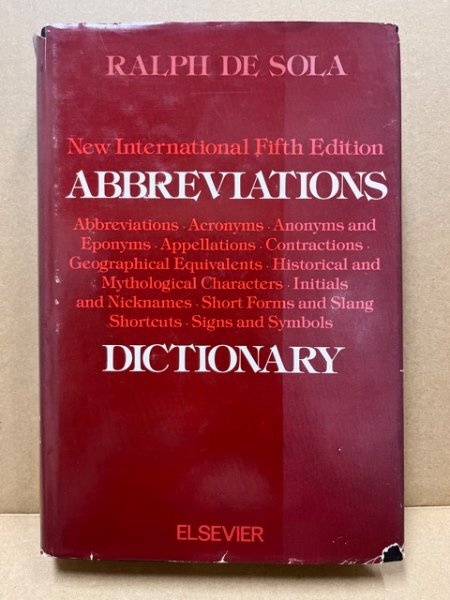 RALPH DE SOLA
New International Fifth Edition
ABBREVIATIONS
Abbreviations · Acronyms · Anonyms and
Eponyms · Appellations · Contractions ·
Geographical Equivalents · Historical and
Mythological Characters · Initials
and Nicknames · Short Forms and Slang
Shortcuts · Signs and Symbols
DICTIONARY
ELSEVIER